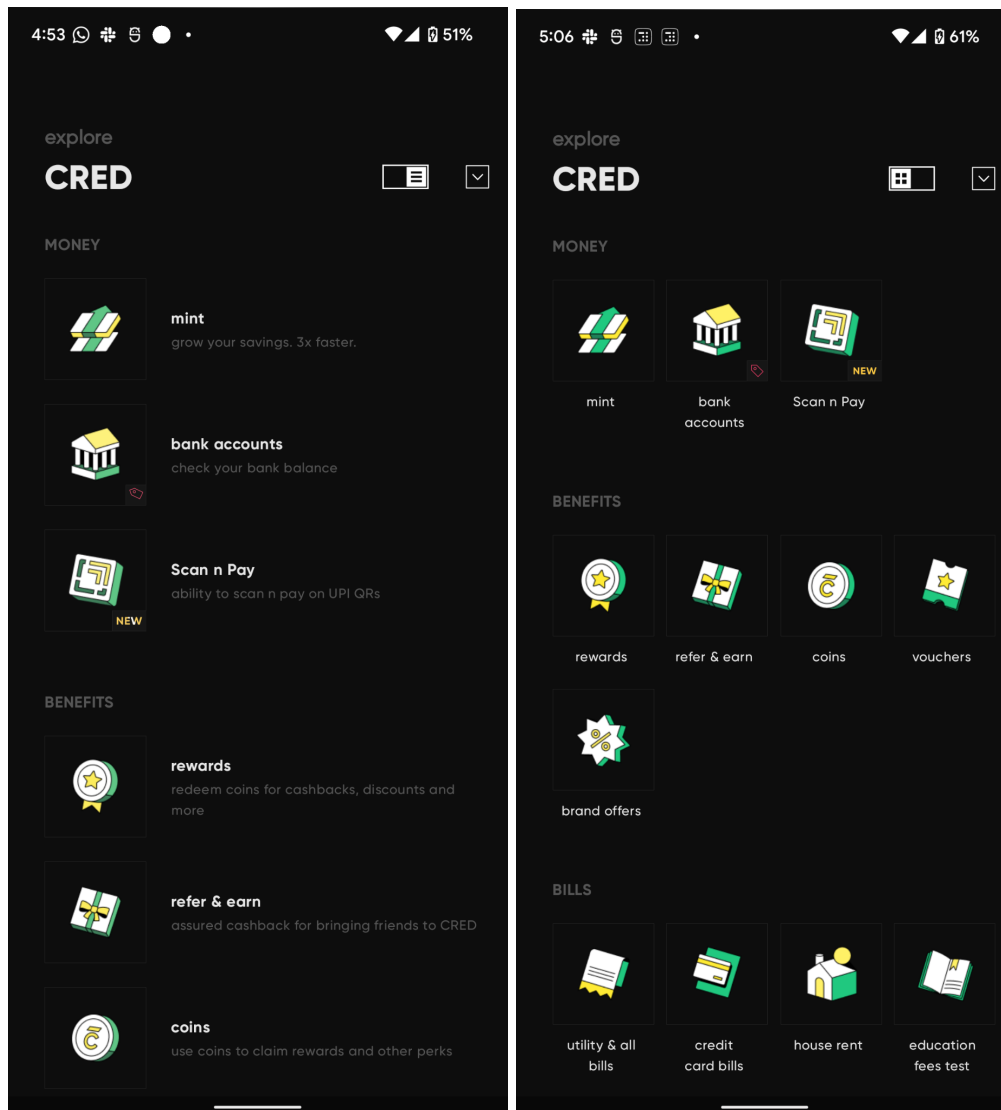 4:53
51%
explore
CRED
MONEY
mint
grow your savings. 3x faster.
bank accounts
check your bank balance
Scan n Pay
ability to scan n pay on UPI QRs
NEW
BENEFITS
rewards
redeem coins for cashbacks, discounts and
more
refer & earn
assured cashback for bringing friends to CRED
coins
use coins to claim rewards and other perks
5:06
61%
explore
CRED
MONEY
NEW
mint
bank
accounts
Scan n Pay
BENEFITS
rewards
refer & earn
coins
vouchers
brand offers
BILLS
utility & all
bills
credit
card bills
house rent
education
fees test